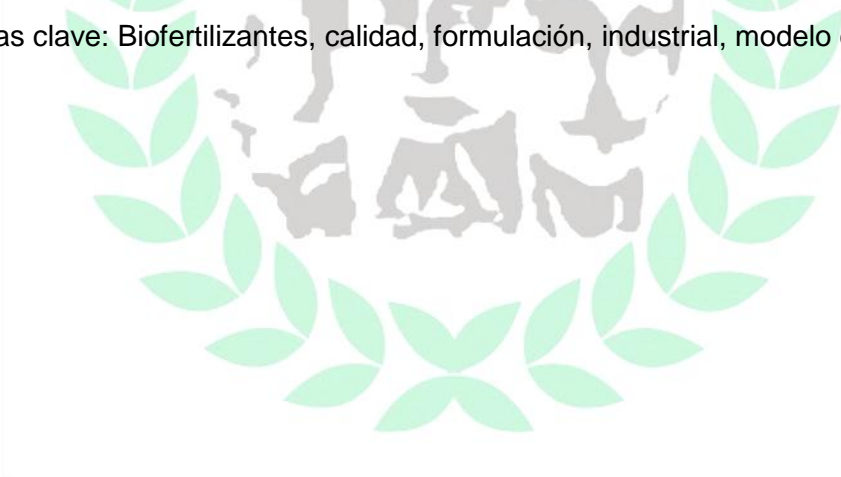 as clave: Biofertilizantes, calidad, formulación, industrial, modelo